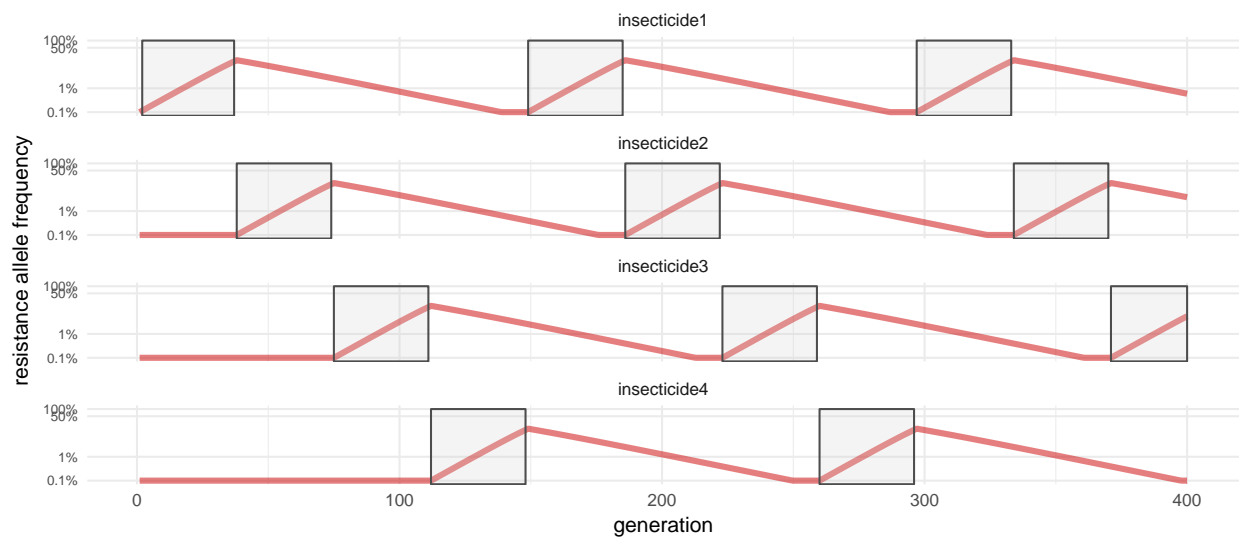 insecticide1
100%
50%
1%
0.1%
insecticide2
100%
50%
1%
0.1%
insecticide3
100%
50%
1%
0.1%
insecticide4
100%
50%
1%
0.1%
0 100 200 300 400
generation
resistance allele frequency